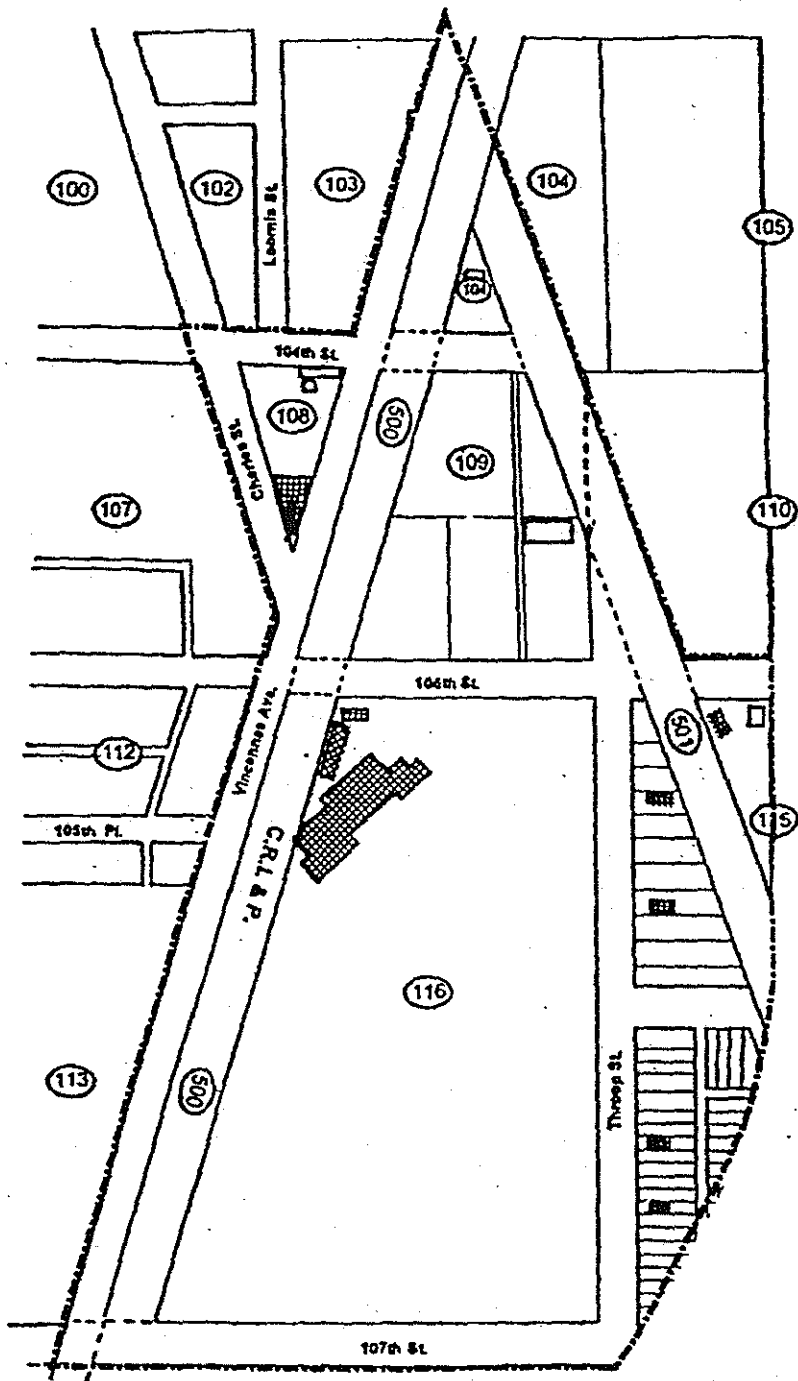 100
102
103
104
105
Loomis St.
104
104th St.
108
500
Charles St.
109
107
110
106th St.
Vincennes Ave.
501
112
105th Pl.
115
C.R.I. & P.
116
113
500
Throop St.
107th St.